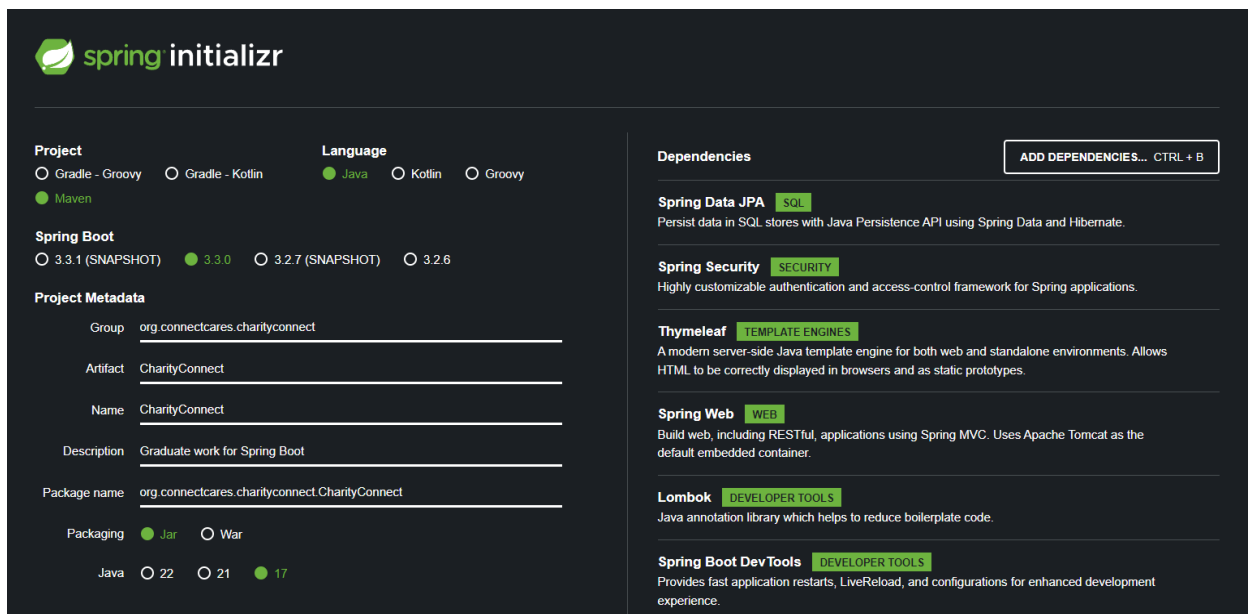 spring initializr
Project
Gradle - Groovy Gradle - Kotlin
Maven
Language
Java Kotlin Groovy
Spring Boot
3.3.1 (SNAPSHOT) 3.3.0 3.2.7 (SNAPSHOT) 3.2.6
Project Metadata
Group org.connectcares.charityconnect
Artifact CharityConnect
Name CharityConnect
Description Graduate work for Spring Boot
Package name org.connectcares.charityconnect.CharityConnect
Packaging Jar War
Java 22 21 17
Dependencies
ADD DEPENDENCIES... CTRL + B
Spring Data JPA SQL
Persist data in SQL stores with Java Persistence API using Spring Data and Hibernate.
Spring Security SECURITY
Highly customizable authentication and access-control framework for Spring applications.
Thymeleaf TEMPLATE ENGINES
A modern server-side Java template engine for both web and standalone environments. Allows
HTML to be correctly displayed in browsers and as static prototypes.
Spring Web WEB
Build web, including RESTful, applications using Spring MVC. Uses Apache Tomcat as the
default embedded container.
Lombok DEVELOPER TOOLS
Java annotation library which helps to reduce boilerplate code.
Spring Boot DevTools DEVELOPER TOOLS
Provides fast application restarts, LiveReload, and configurations for enhanced development
experience.